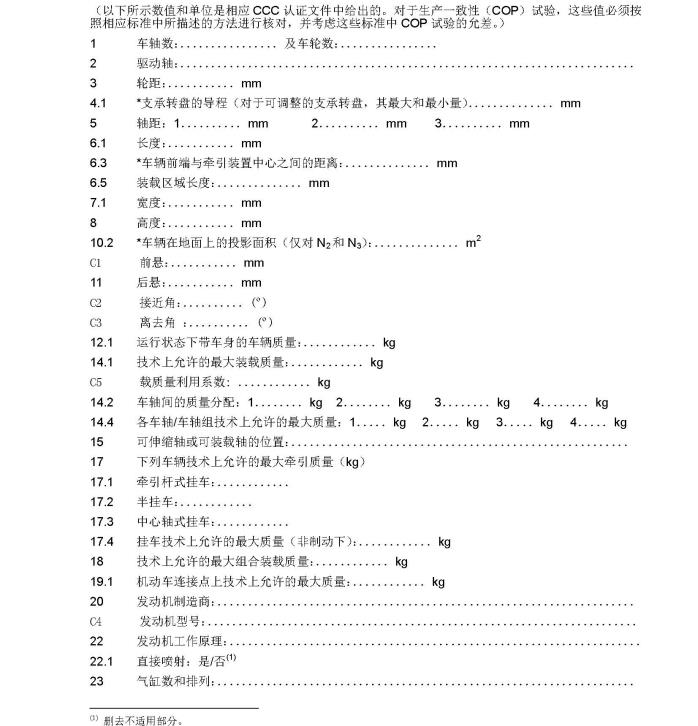 （以下所示数值和单位是相应 CCC 认证文件中给出的。对于生产一致性（COP）试验，这些值必须按
照相应标准中所描述的方法进行核对，并考虑这些标准中 COP 试验的允差。）
1 车轴数:................ 及车轮数:................
2 驱动轴:......................................................................
3 轮距:........... mm
4.1 *支承转盘的导程（对于可调整的支承转盘，其最大和最小量).............. mm
5 轴距: 1.......... mm 2.......... mm 3.......... mm
6.1 长度:........... mm
6.3 *车辆前端与牵引装置中心之间的距离:.............. mm
6.5 装载区域长度:.............. mm
7.1 宽度:........... mm
8 高度:........... mm
10.2 *车辆在地面上的投影面积（仅对 N2和 N3):.............. m2
C1 前悬:........... mm
11 后悬:........... mm
C2 接近角:.......... (º)
C3 离去角 :.......... (º)
12.1 运行状态下带车身的车辆质量:............ kg
14.1 技术上允许的最大装载质量:............ kg
C5 载质量利用系数: ............ kg
14.2 车轴间的质量分配: 1........ kg 2........ kg 3........ kg 4........ kg
14.4 各车轴/车轴组技术上允许的最大质量: 1..... kg 2..... kg 3..... kg 4..... kg
15 可伸缩轴或可装载轴的位置:....................................................
17 下列车辆技术上允许的最大牵引质量（kg）
17.1 牵引杆式挂车:............
17.2 半挂车:............
17.3 中心轴式挂车:............
17.4 挂车技术上允许的最大质量（非制动下):............ kg
18 技术上允许的最大组合装载质量:............ kg
19.1 机动车连接点上技术上允许的最大质量:............ kg
20 发动机制造商:................................................................
C4 发动机型号:................................................................
22 发动机工作原理:..............................................................
22.1 直接喷射: 是/否(1)
23 气缸数和排列:................................................................
(1) 删去不适用部分。